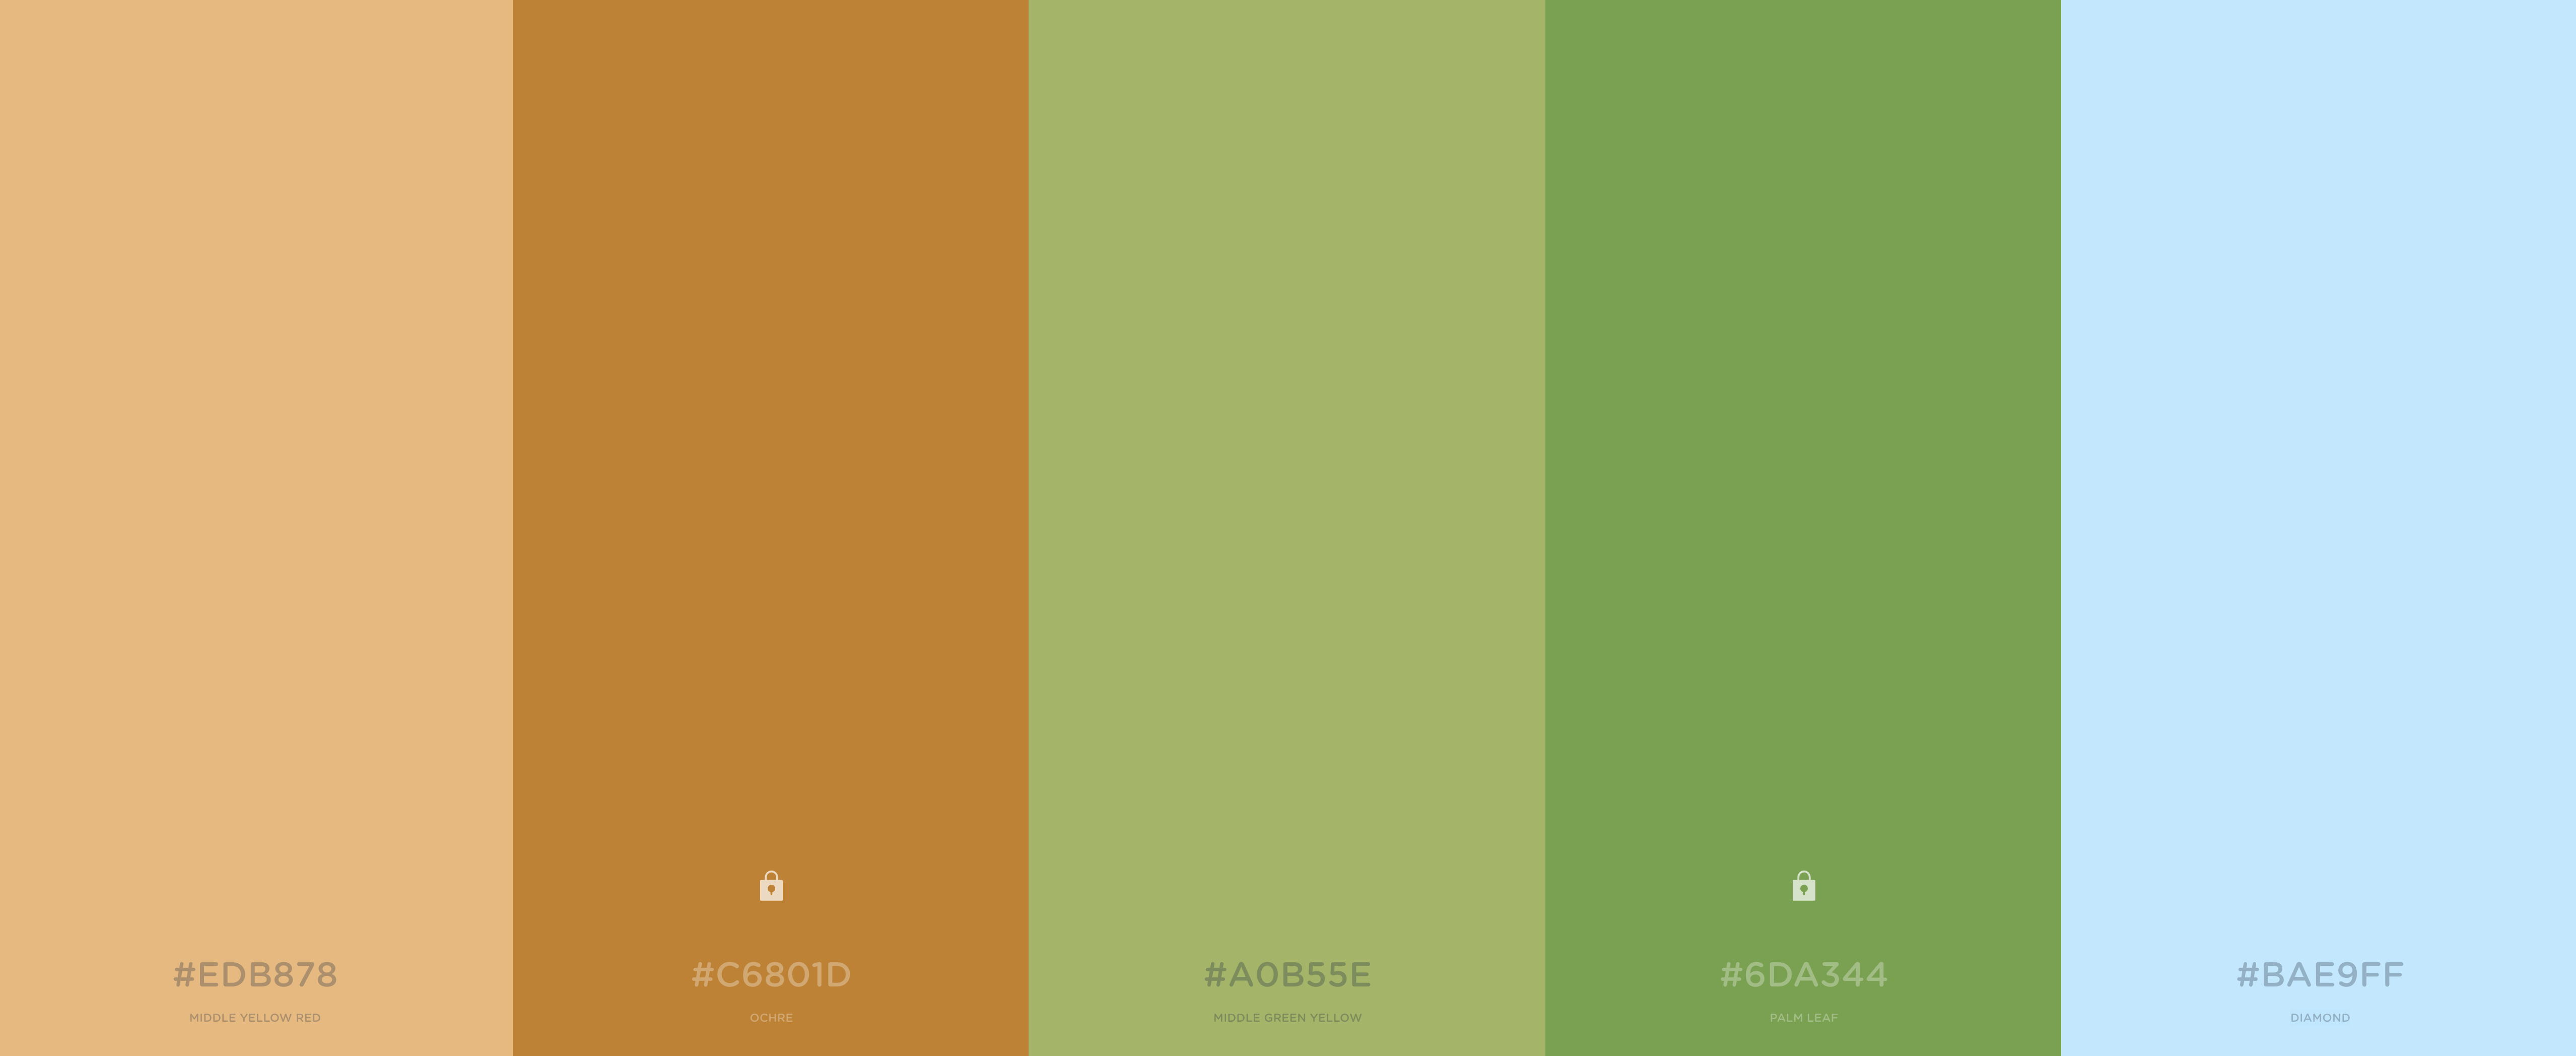 #EDB878
MIDDLE YELLOW RED
#C6801D
OCHRE
#A0B55E
MIDDLE GREEN YELLOW
#6DA344
PALM LEAF
#BAE9FF
DIAMOND